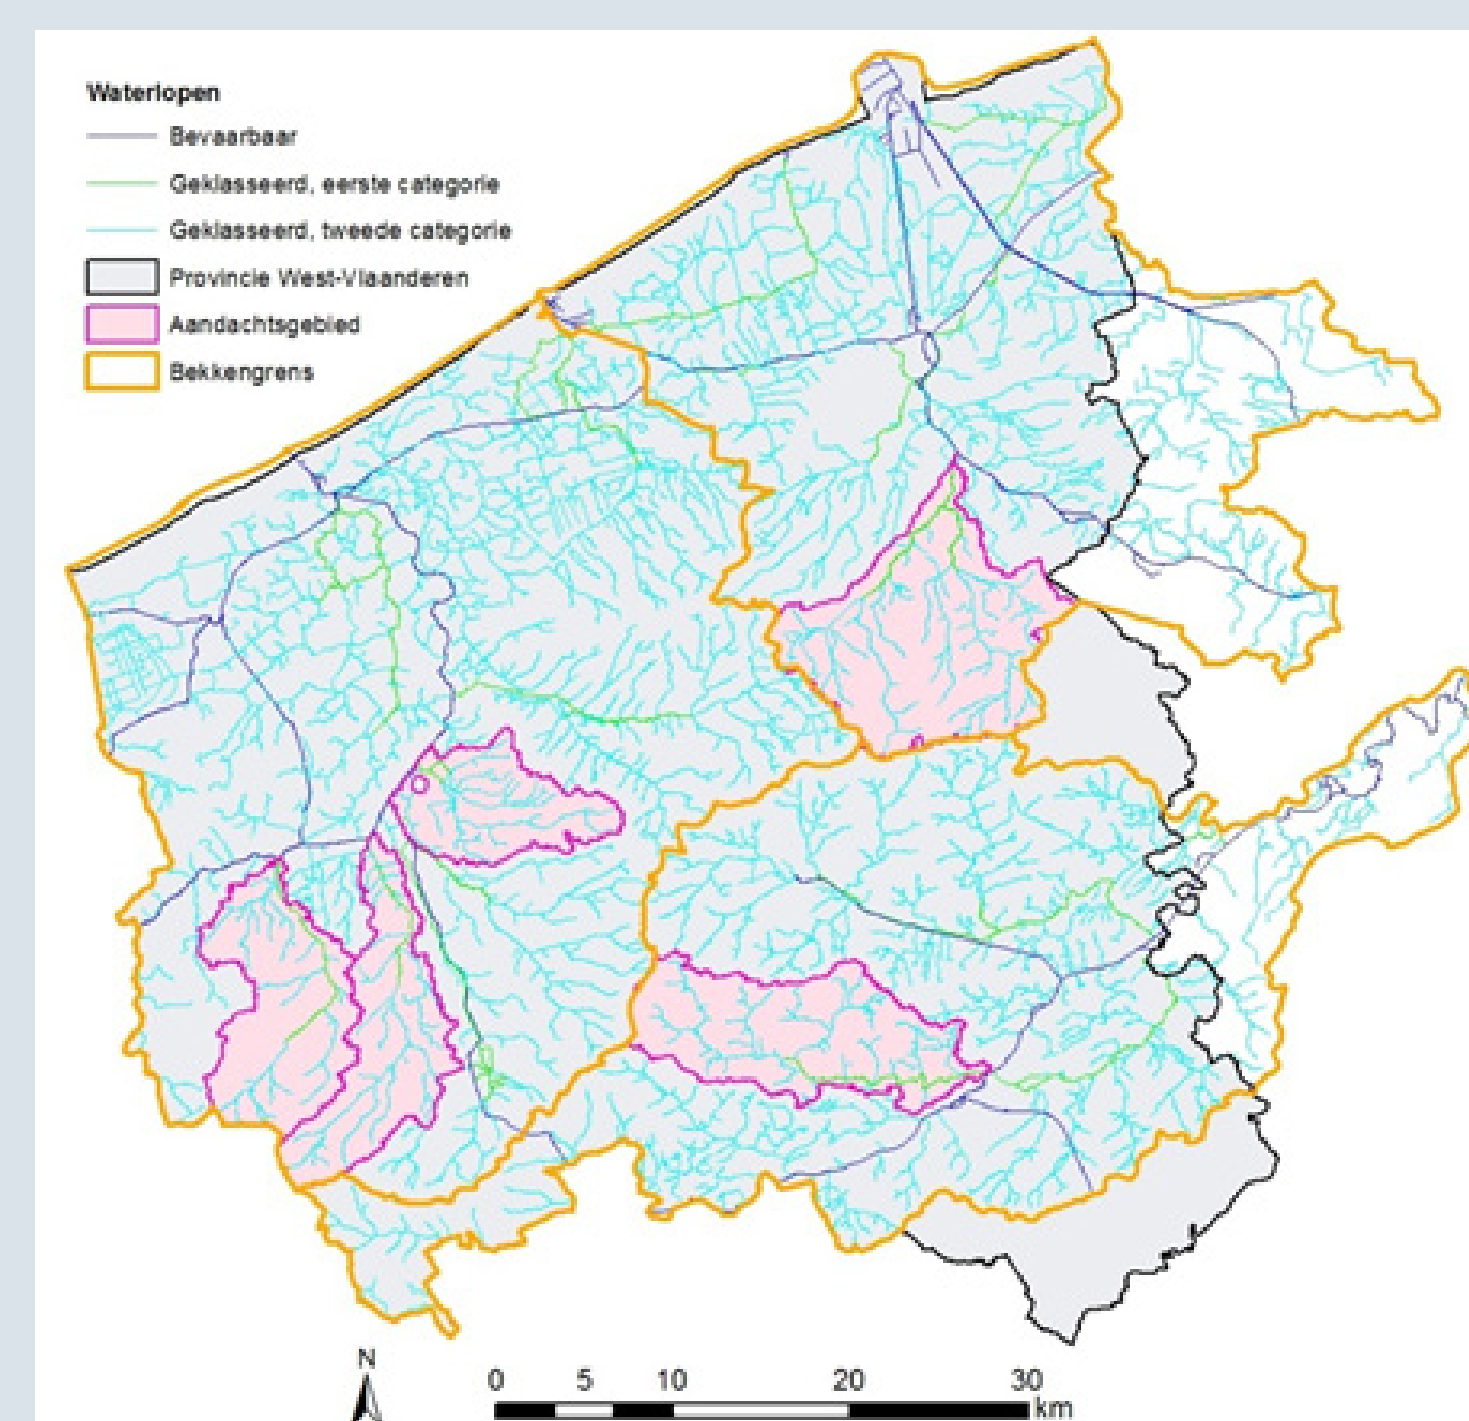 Waterlopen
Bevaarbaar
Geklasseerd, eerste categorie
Geklasseerd, tweede categorie
Provincie West-Vlaanderen
Aandachtsgebied
Bekkengrens
N
0 5 10 20 30
km